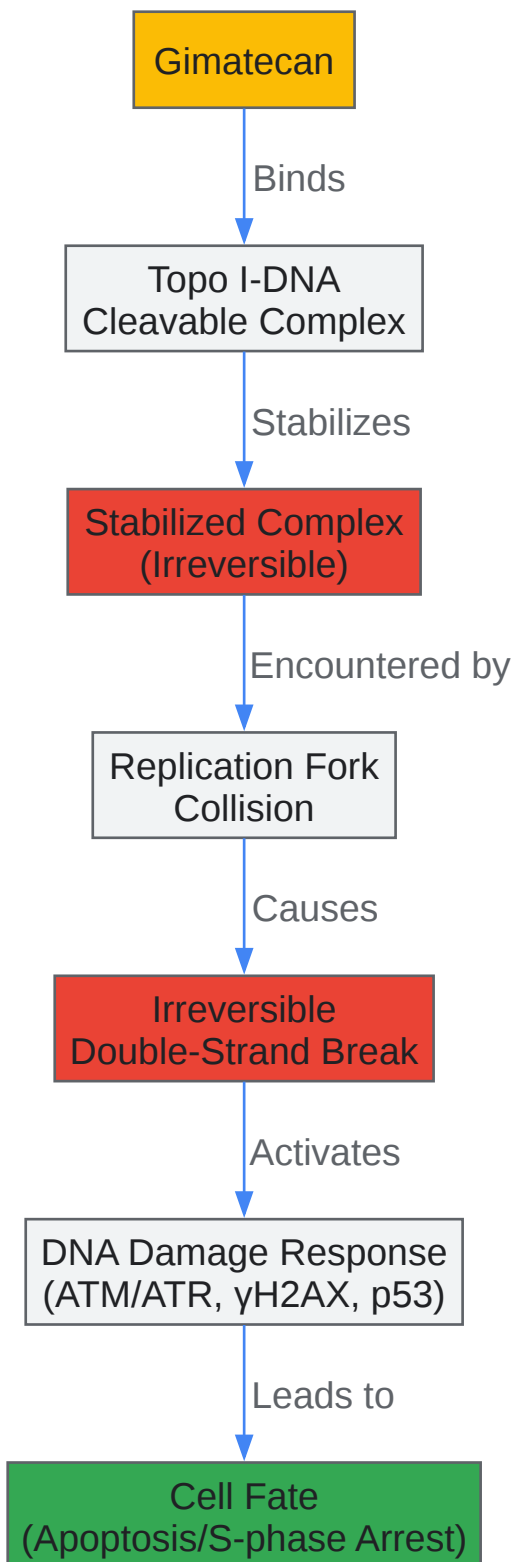 Gimatecan
Binds
Topo I-DNA
Cleavable Complex
Stabilizes
Stabilized Complex
(Irreversible)
Encountered by
Replication Fork
Collision
Causes
Irreversible
Double-Strand Break
Activates
DNA Damage Response
(ATM/ATR, γH2AX, p53)
Leads to
Cell Fate
(Apoptosis/S-phase Arrest)